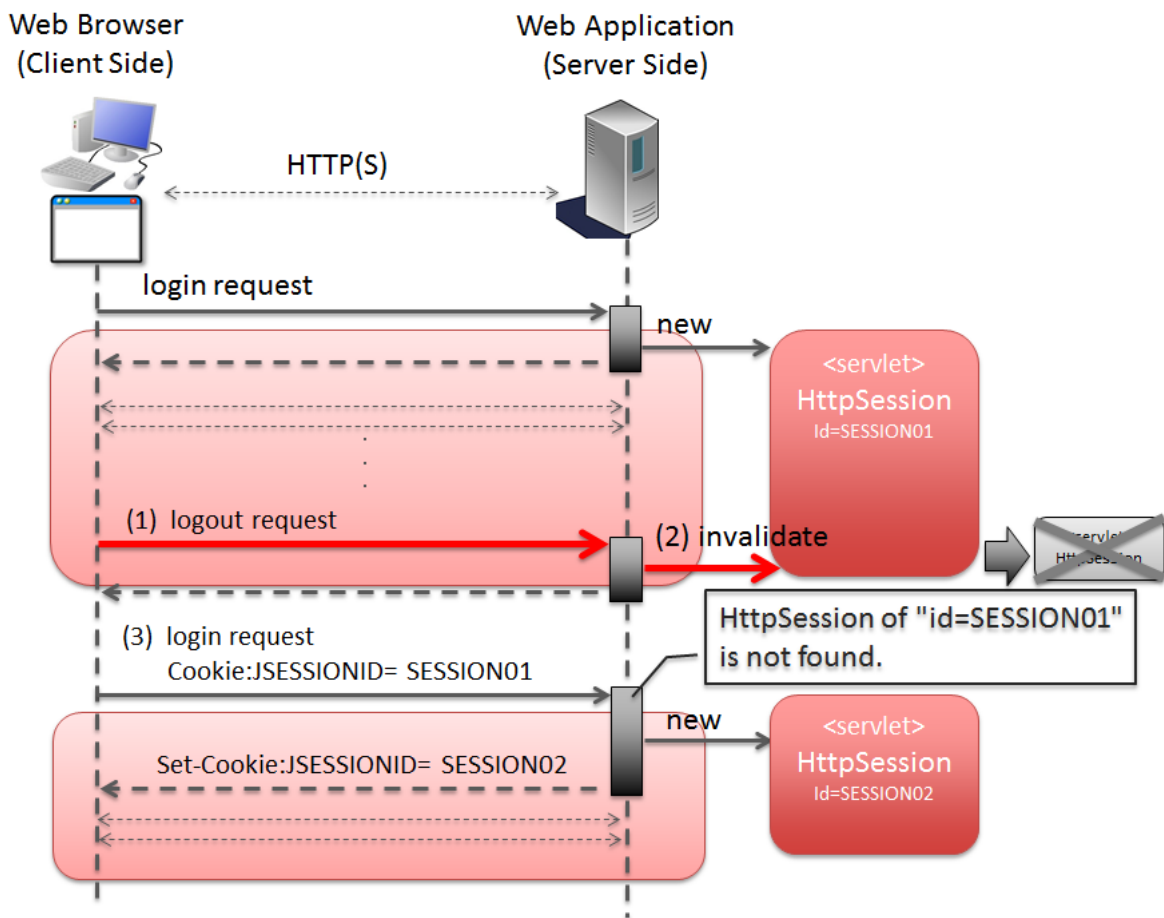 Web Browser
(Client Side)
Web Application
(Server Side)
HTTP(S)
login request
new
<servlet>
HttpSession
Id=SESSION01
.
.
.
(1) logout request
(2) invalidate
<servlet>
HttpSession
HttpSession of "id=SESSION01"
is not found.
(3) login request
Cookie:JSESSIONID= SESSION01
new
<servlet>
HttpSession
Id=SESSION02
Set-Cookie:JSESSIONID= SESSION02